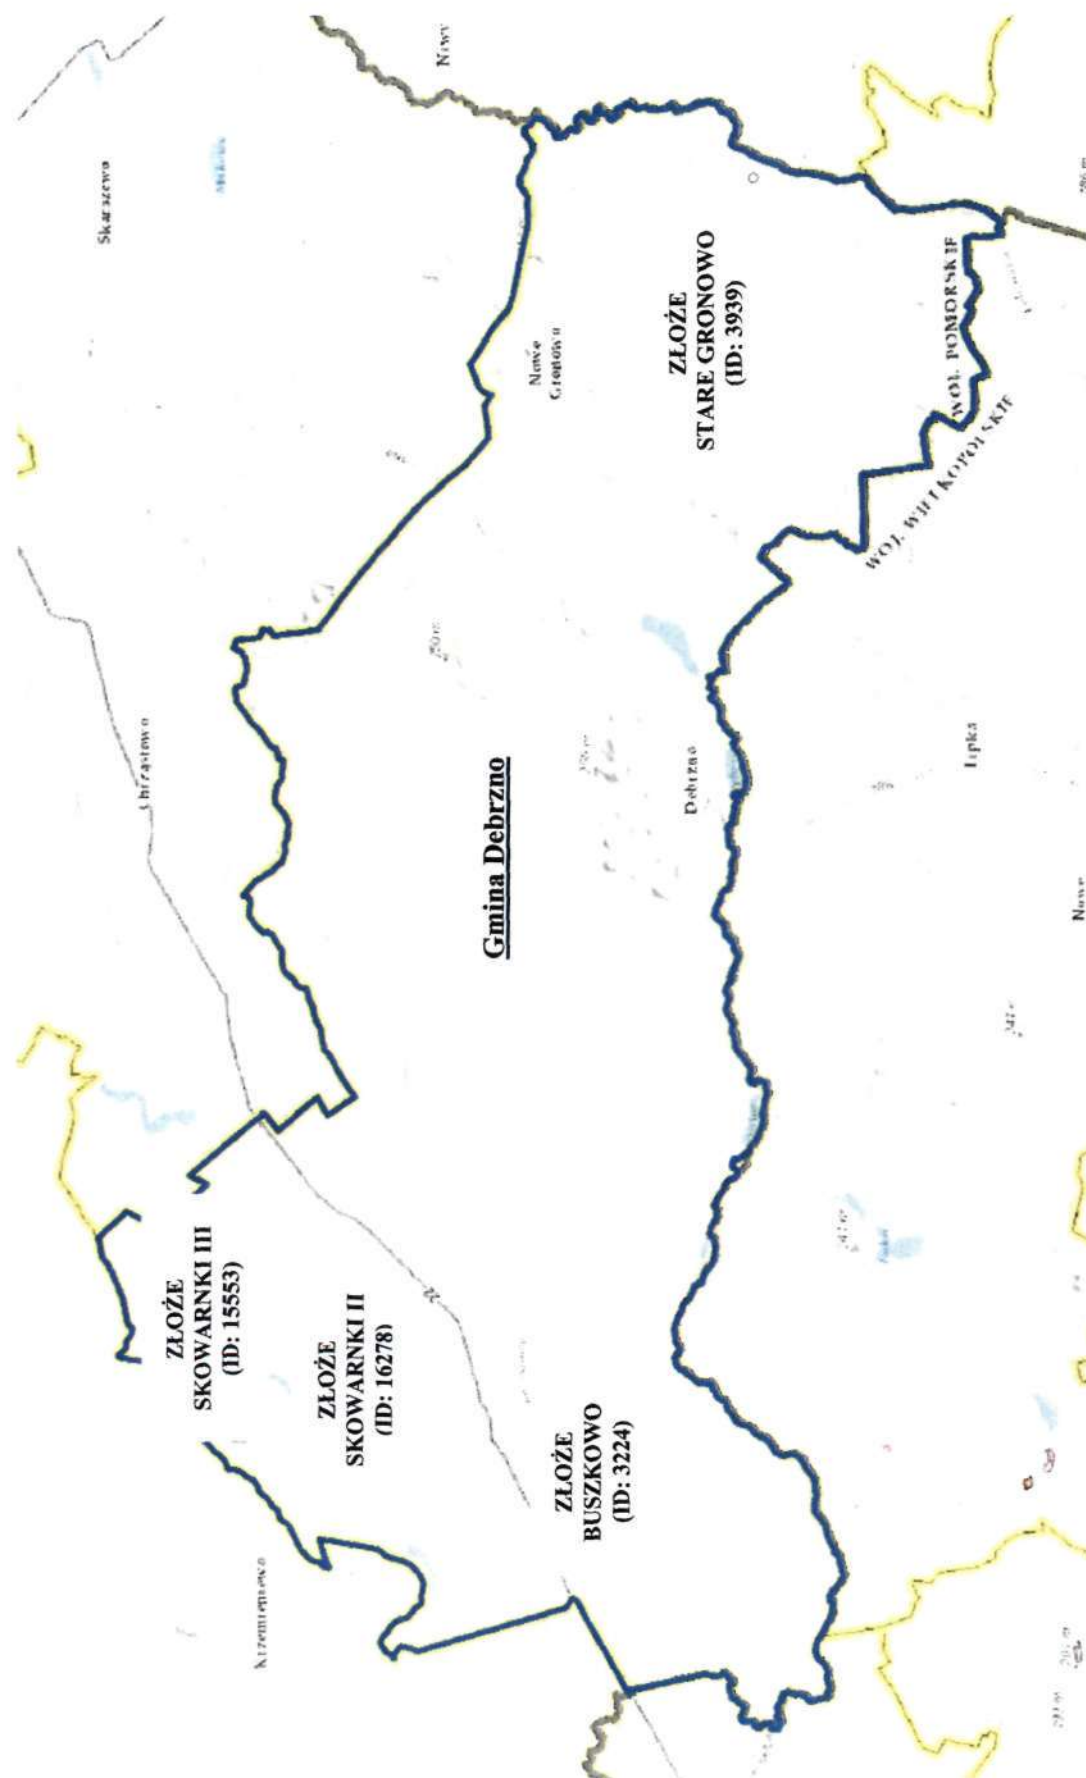 Skarszewo
Nowy
Chrząstowo
Krzemieniewo
ZŁOŻE
SKOWARNKI III
(ID: 15553)
ZŁOŻE
SKOWARNKI II
(ID: 16278)
ZŁOŻE
BUSZKOWO
(ID: 3224)
Gmina Debrzno
Nowe
Gronowo
ZŁOŻE
STARE GRONOWO
(ID: 3939)
Debrzno
WOJ. POMORSKIE
WOJ. WIELKOPOLSKIE
Lipka
Nowe